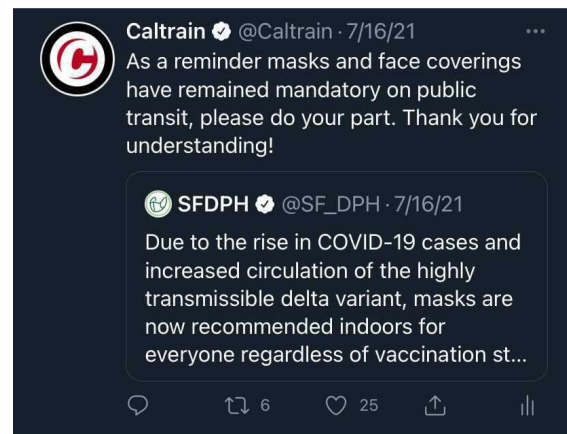 Caltrain @Caltrain · 7/16/21
As a reminder masks and face coverings
have remained mandatory on public
transit, please do your part. Thank you for
understanding!
SFDPH @SF_DPH · 7/16/21
Due to the rise in COVID-19 cases and
increased circulation of the highly
transmissible delta variant, masks are
now recommended indoors for
everyone regardless of vaccination st...
6 25